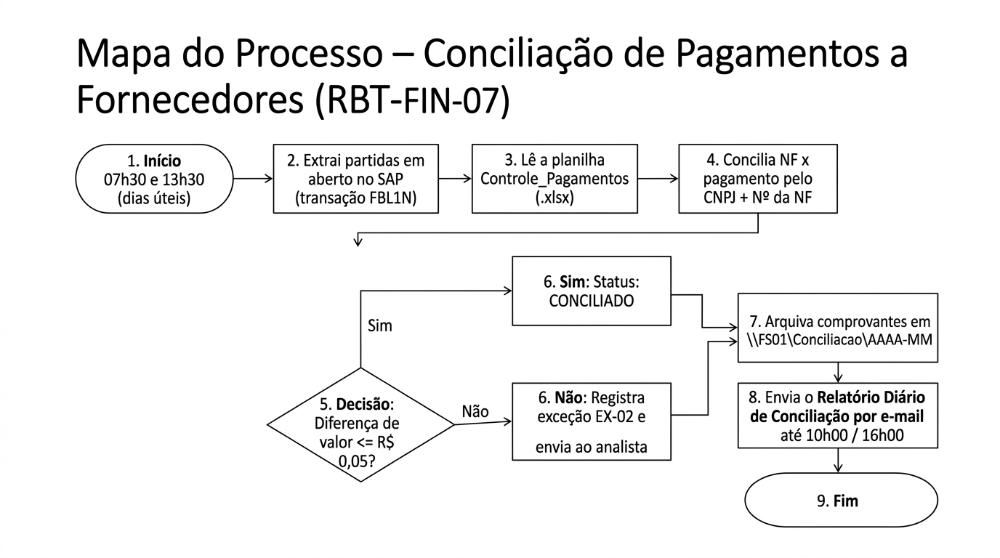 Mapa do Processo – Conciliação de Pagamentos a
Fornecedores (RBT-FIN-07)
1. Início
07h30 e 13h30
(dias úteis)
2. Extrai partidas em
aberto no SAP
(transação FBL1N)
3. Lê a planilha
Controle_Pagamentos
(.xlsx)
4. Concilia NF x
pagamento pelo
CNPJ + Nº da NF
5. Decisão:
Diferença de
valor <= R$
0,05?
Sim
6. Sim: Status:
CONCILIADO
Não
6. Não: Registra
exceção EX-02 e
envia ao analista
7. Arquiva comprovantes em
\\FS01\Conciliacao\AAAA-MM
8. Envia o Relatório Diário
de Conciliação por e-mail
até 10h00 / 16h00
9. Fim